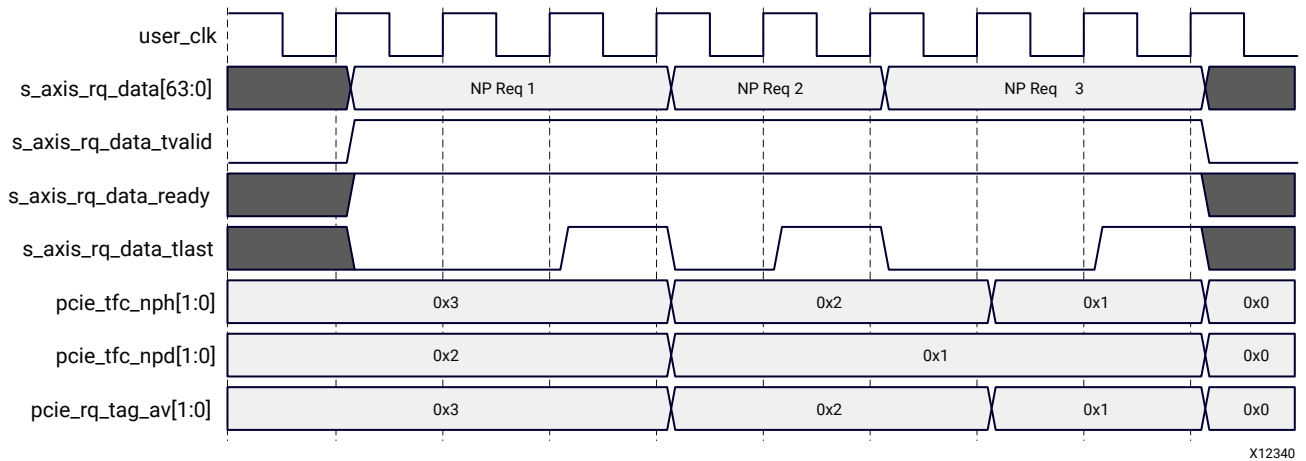 user_clk
s_axis_rq_data[63:0] NP Req 1 NP Req 2 NP Req 3
s_axis_rq_data_tvalid
s_axis_rq_data_ready
s_axis_rq_data_tlast
pcie_tfc_nph[1:0] 0x3 0x2 0x1 0x0
pcie_tfc_npd[1:0] 0x2 0x1 0x0
pcie_rq_tag_av[1:0] 0x3 0x2 0x1 0x0
X12340